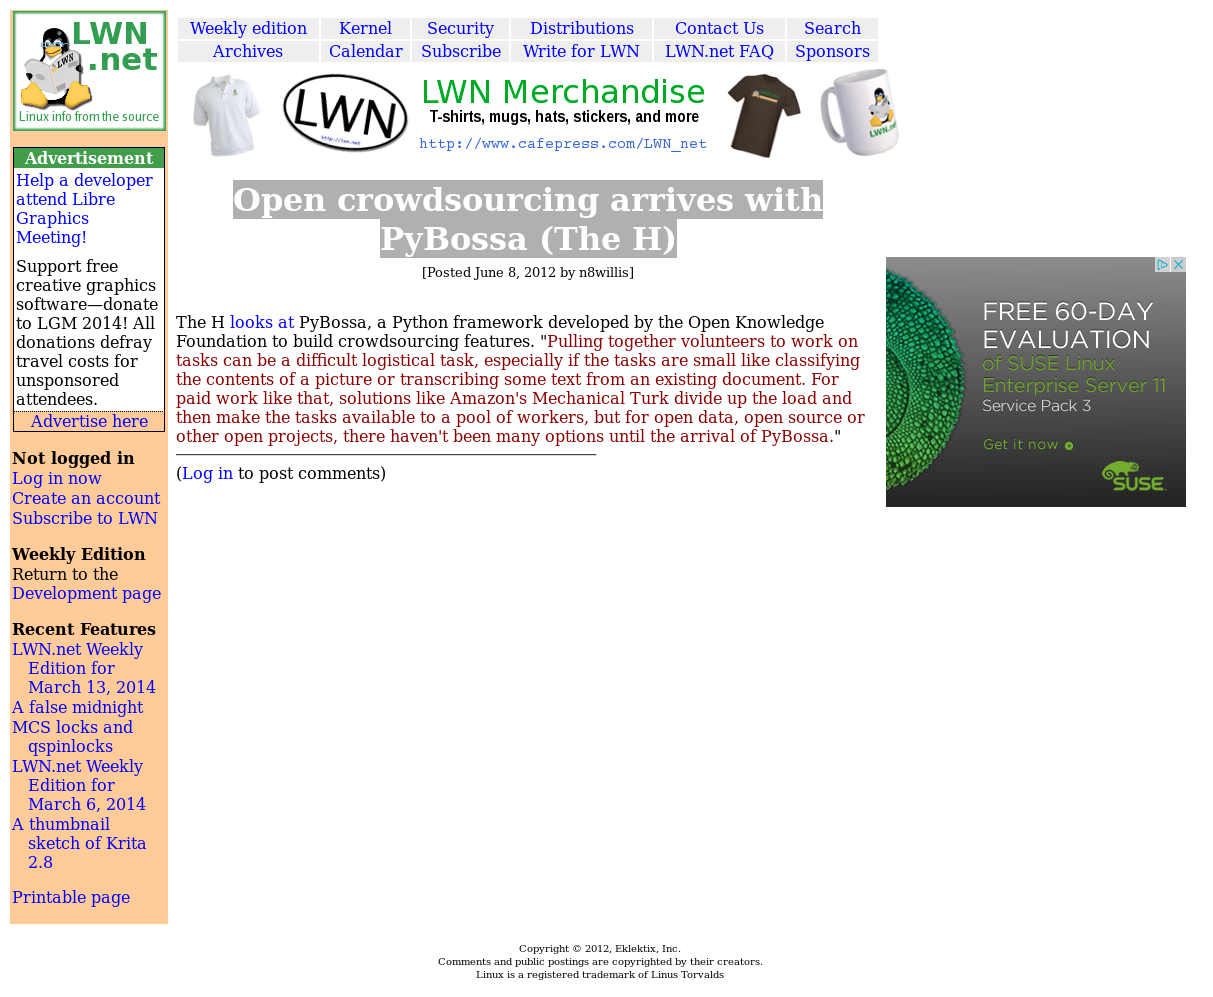 LWN
.net
Linux info from the source
Advertisement
Help a developer
attend Libre
Graphics
Meeting!
Support free
creative graphics
software—donate
to LGM 2014! All
donations defray
travel costs for
unsponsored
attendees.
Advertise here
Not logged in
Log in now
Create an account
Subscribe to LWN
Weekly Edition
Return to the
Development page
Recent Features
LWN.net Weekly
Edition for
March 13, 2014
A false midnight
MCS locks and
qspinlocks
LWN.net Weekly
Edition for
March 6, 2014
A thumbnail
sketch of Krita
2.8
Printable page
Weekly edition Kernel Security Distributions Contact Us Search
Archives Calendar Subscribe Write for LWN LWN.net FAQ Sponsors
LWN
http://lwn.net
LWN Merchandise
T-shirts, mugs, hats, stickers, and more
http://www.cafepress.com/LWN_net
LWN.net
Open crowdsourcing arrives with
PyBossa (The H)
[Posted June 8, 2012 by n8willis]
The H looks at PyBossa, a Python framework developed by the Open Knowledge
Foundation to build crowdsourcing features. "Pulling together volunteers to work on
tasks can be a difficult logistical task, especially if the tasks are small like classifying
the contents of a picture or transcribing some text from an existing document. For
paid work like that, solutions like Amazon's Mechanical Turk divide up the load and
then make the tasks available to a pool of workers, but for open data, open source or
other open projects, there haven't been many options until the arrival of PyBossa."
(Log in to post comments)
FREE 60-DAY
EVALUATION
of SUSE Linux
Enterprise Server 11
Service Pack 3
Get it now
SUSE
Copyright © 2012, Eklektix, Inc.
Comments and public postings are copyrighted by their creators.
Linux is a registered trademark of Linus Torvalds